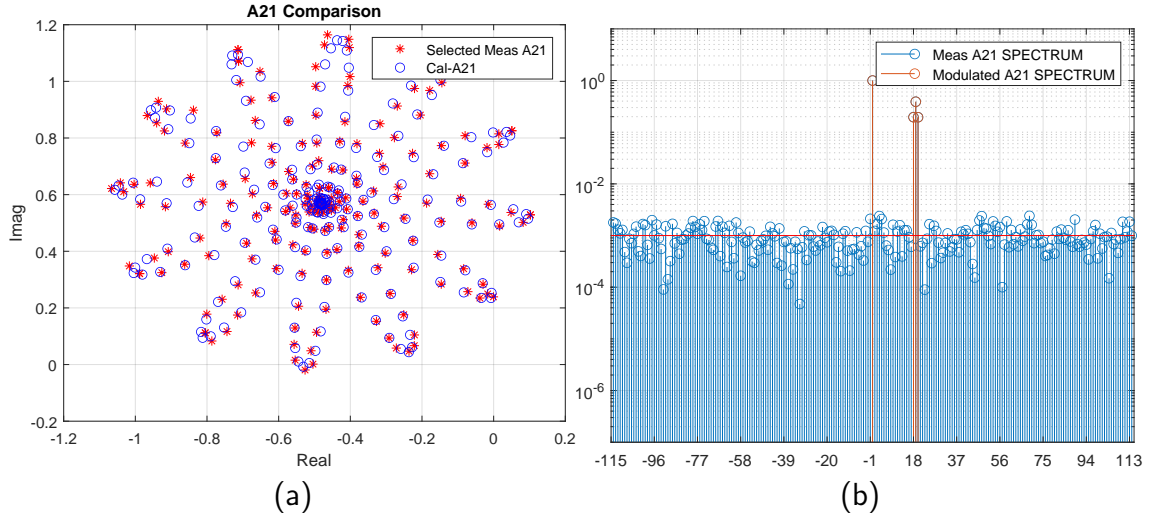 A21 Comparison
Selected Meas A21
Cal-A21
Imag
1.2
1
0.8
0.6
0.4
0.2
0
-0.2
-1.2 -1 -0.8 -0.6 -0.4 -0.2 0 0.2
Real
(a)
Meas A21 SPECTRUM
Modulated A21 SPECTRUM
10^0
10^-2
10^-4
10^-6
-115 -96 -77 -58 -39 -20 -1 18 37 56 75 94 113
(b)